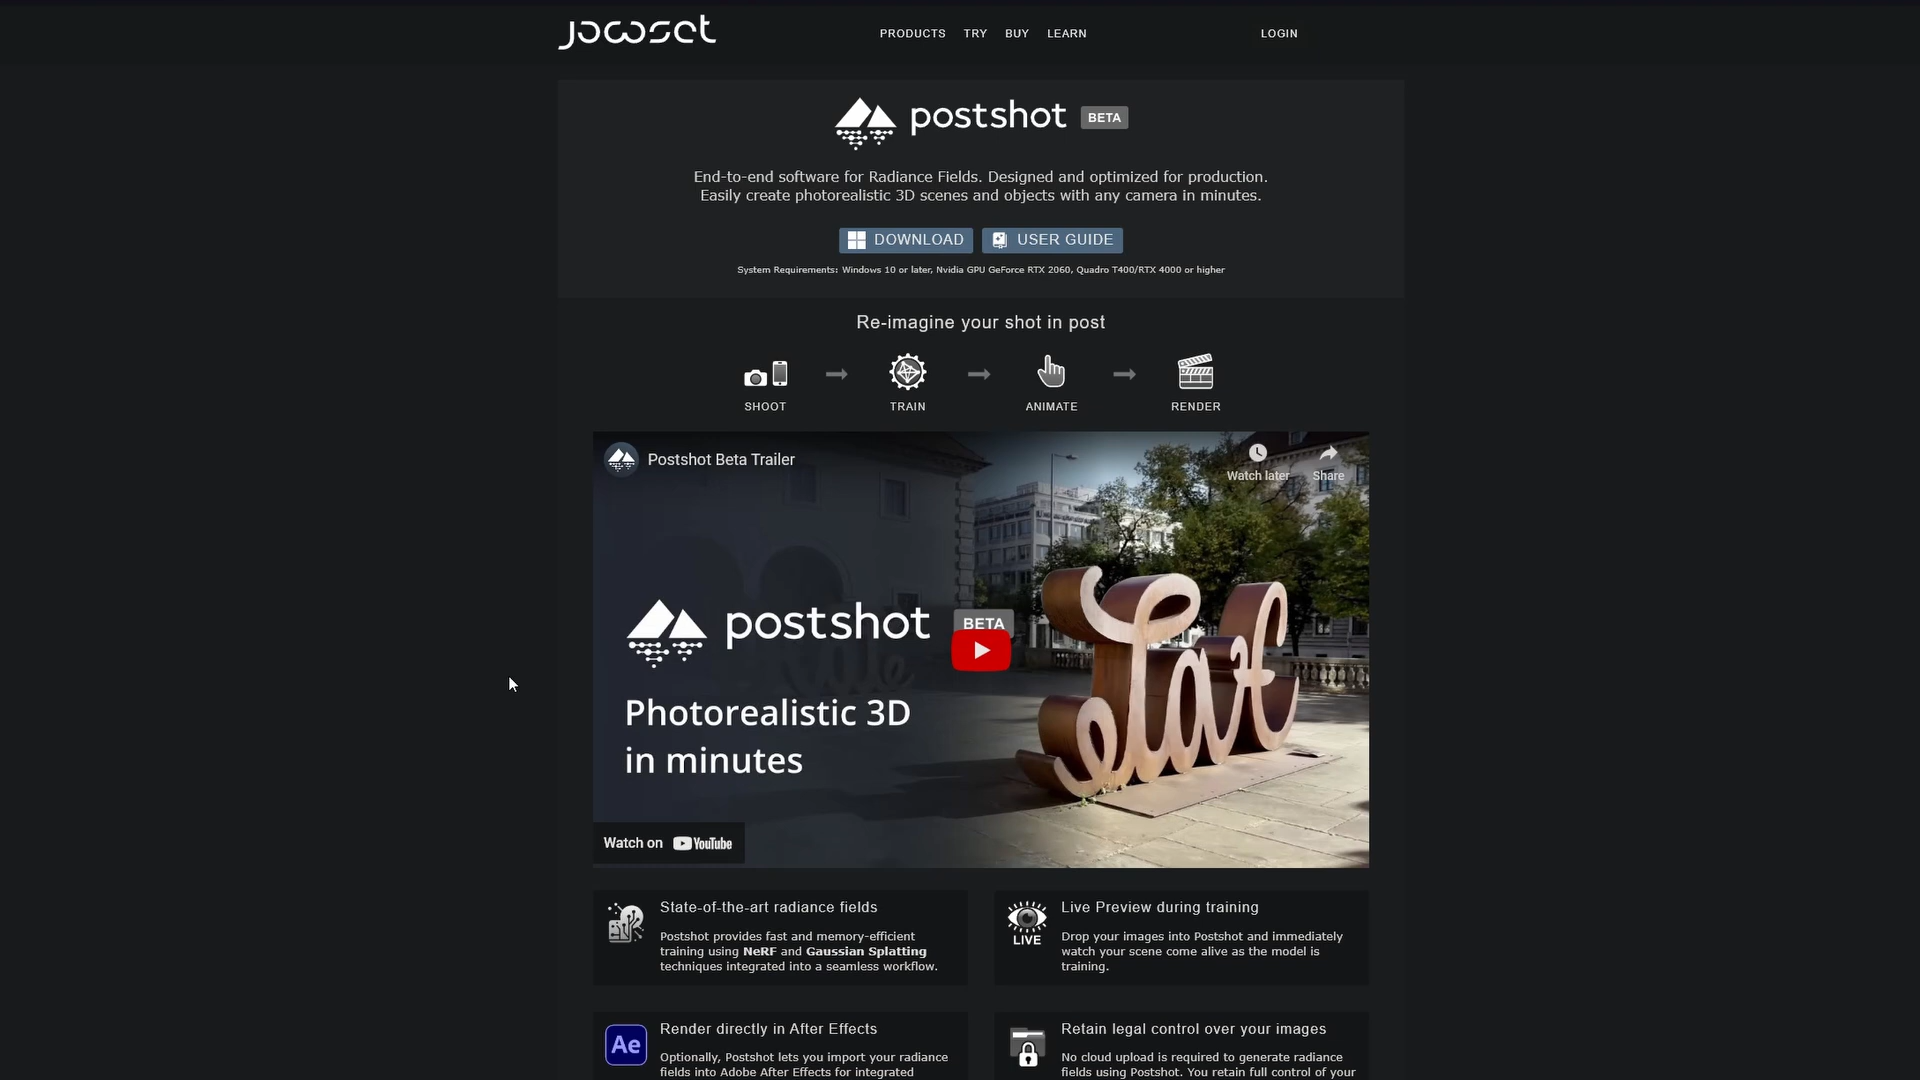 Jawset
PRODUCTS TRY BUY LEARN LOGIN
postshot BETA
End-to-end software for Radiance Fields. Designed and optimized for production.
Easily create photorealistic 3D scenes and objects with any camera in minutes.
DOWNLOAD USER GUIDE
System Requirements: Windows 10 or later, Nvidia GPU GeForce RTX 2060, Quadro T400/RTX 4000 or higher
Re-imagine your shot in post
SHOOT TRAIN ANIMATE RENDER
Postshot Beta Trailer
Watch later Share
postshot BETA
Photorealistic 3D
in minutes
Watch on YouTube
State-of-the-art radiance fields
Postshot provides fast and memory-efficient
training using NeRF and Gaussian Splatting
techniques integrated into a seamless workflow.
LIVE
Live Preview during training
Drop your images into Postshot and immediately
watch your scene come alive as the model is
training.
Ae
Render directly in After Effects
Optionally, Postshot lets you import your radiance
fields into Adobe After Effects for integrated
Retain legal control over your images
No cloud upload is required to generate radiance
fields using Postshot. You retain full control of your